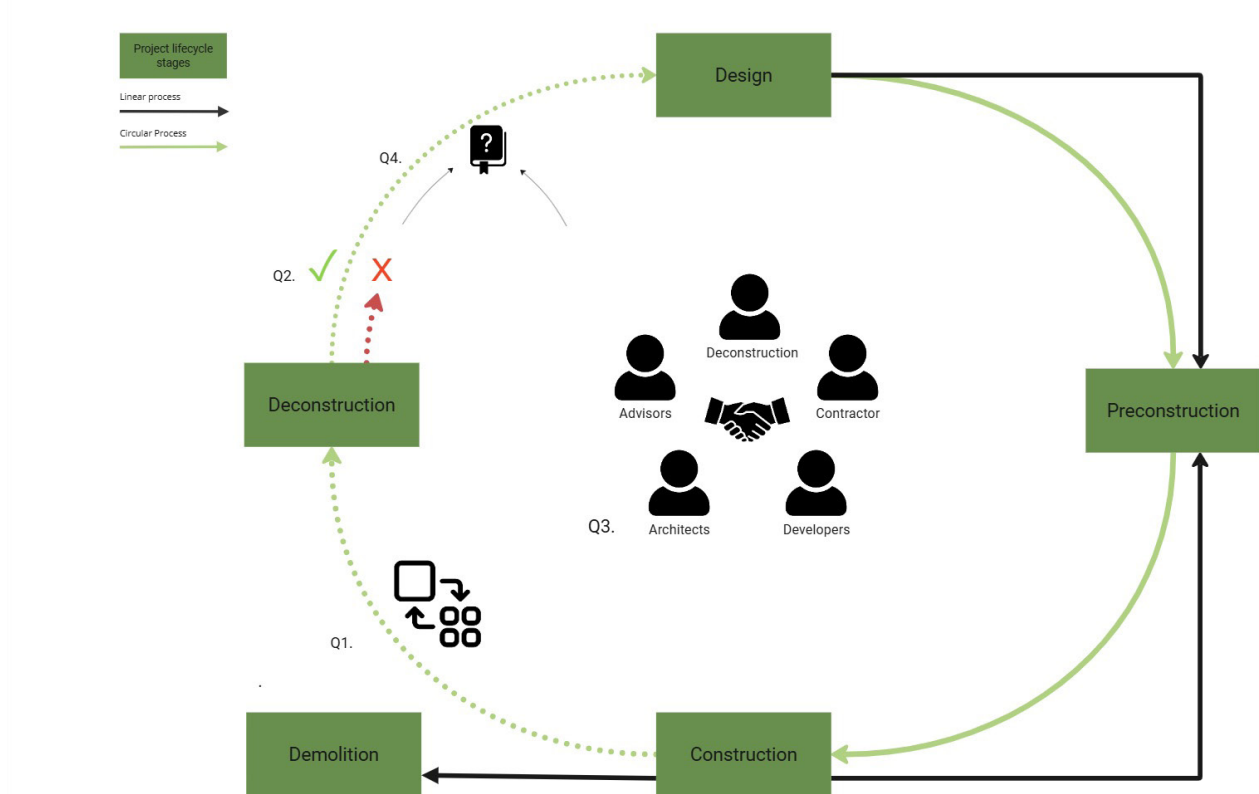 Project lifecycle
stages
Linear process
Circular Process
Design
Q4.
?
Q2.
X
Deconstruction
Preconstruction
Deconstruction
Advisors
Contractor
Q3.
Architects
Developers
Q1.
.
Demolition
Construction